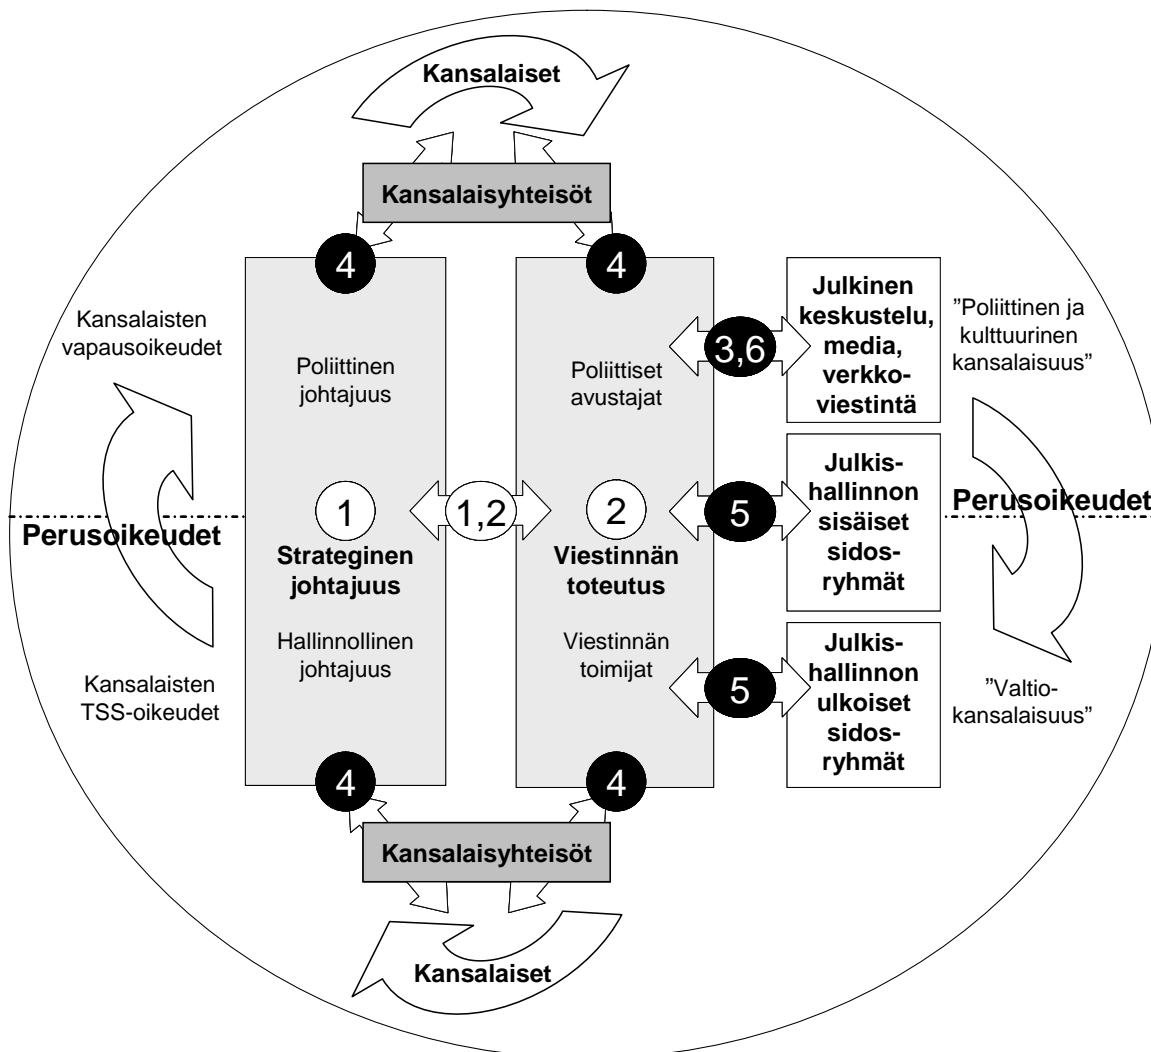 Kansalaiset
Kansalaisyhteisöt
4
4
Kansalaisten
vapausoikeudet
Poliittinen
johtajuus
Poliittiset
avustajat
3,6
Julkinen
keskustelu,
media,
verkko-
viestintä
”Poliittinen ja
kulttuurinen
kansalaisuus”
Perusoikeudet
1
Strateginen
johtajuus
1,2
2
Viestinnän
toteutus
5
Julkis-
hallinnon
sisäiset
sidos-
ryhmät
Perusoikeudet
Kansalaisten
TSS-oikeudet
Hallinnollinen
johtajuus
Viestinnän
toimijat
5
Julkis-
hallinnon
ulkoiset
sidos-
ryhmät
”Valtio-
kansalaisuus”
4
4
Kansalaisyhteisöt
Kansalaiset